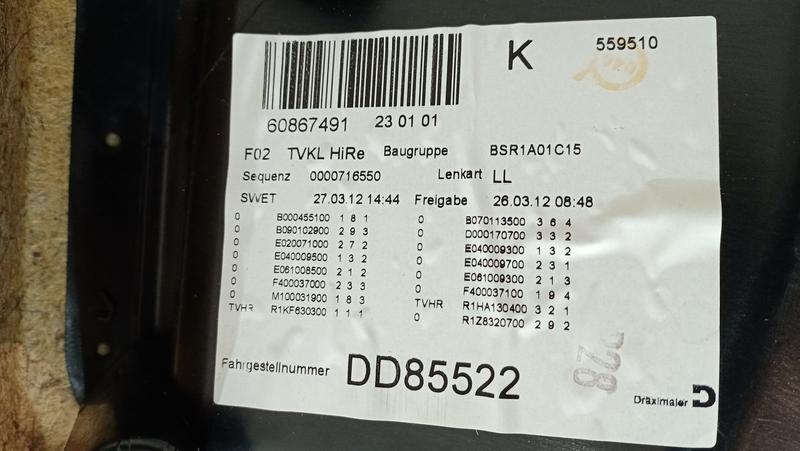 K 559510
60867491 23 01 01
F02 TVKL HiRe Baugruppe BSR1A01C15
Sequenz 0000716550 Lenkart LL
SWET 27.03.12 14:44 Freigabe 26.03.12 08:48
0 B000455100 1 8 1 0 B070113500 3 6 4
0 B090102900 2 9 3 0 D000170700 3 3 2
0 E020071000 2 7 2 0 E040009300 1 3 2
0 E040009500 1 3 2 0 E040009700 2 3 1
0 E061008500 2 1 2 0 E061009300 2 1 3
0 F400037000 2 3 3 0 F400037100 1 9 4
0 M100031900 1 8 3 TVHR R1HA130400 3 2 1
TVHR R1KF630300 1 1 1 0 R1Z8320700 2 9 2
Fahrgestellnummer DD85522
Dräxlmaier